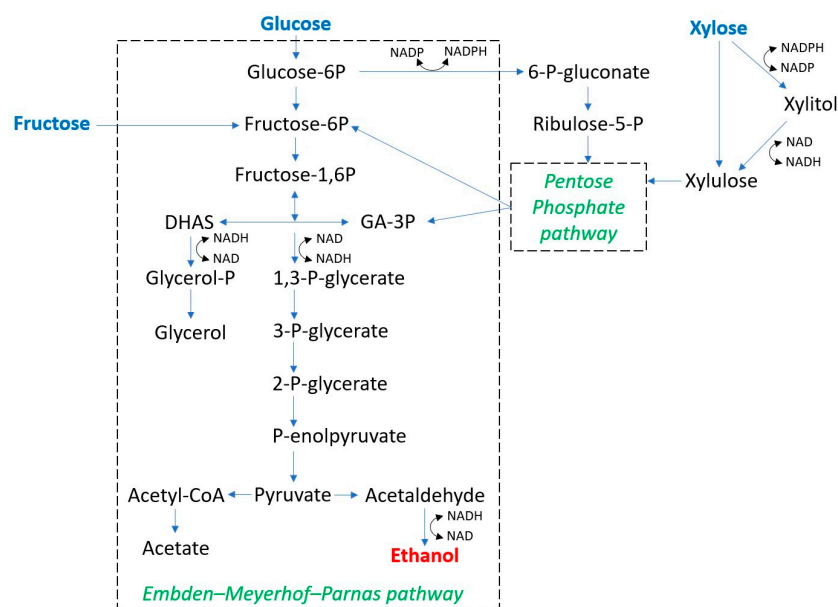 Glucose
Xylose
NADP NADPH
NADPH
NADP
Glucose-6P
6-P-gluconate
Xylitol
Fructose
Fructose-6P
Ribulose-5-P
NAD
NADH
Fructose-1,6P
Pentose
Phosphate
pathway
Xylulose
DHAS
GA-3P
NADH
NAD
NAD
NADH
Glycerol-P
1,3-P-glycerate
Glycerol
3-P-glycerate
2-P-glycerate
P-enolpyruvate
Acetyl-CoA
Pyruvate
Acetaldehyde
NADH
NAD
Acetate
Ethanol
Embden–Meyerhof–Parnas pathway